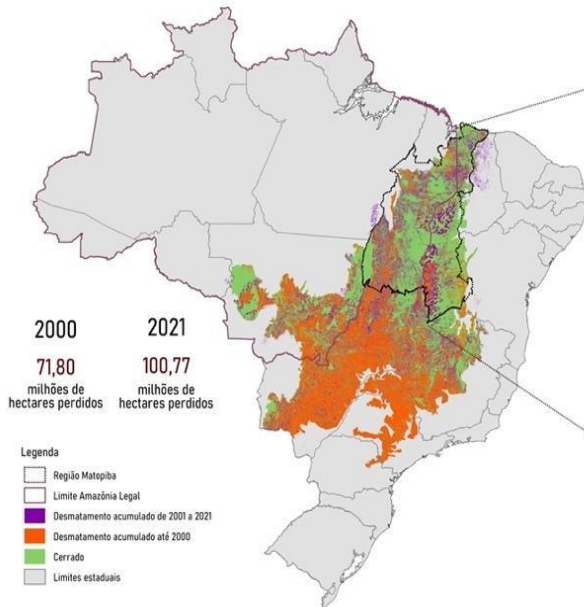 2000
71,80
milhões de
hectares perdidos
2021
100,77
milhões de
hectares perdidos
Legenda
Região Matopiba
Limite Amazônia Legal
Desmatamento acumulado de 2001 a 2021
Desmatamento acumulado até 2000
Cerrado
Limites estaduais